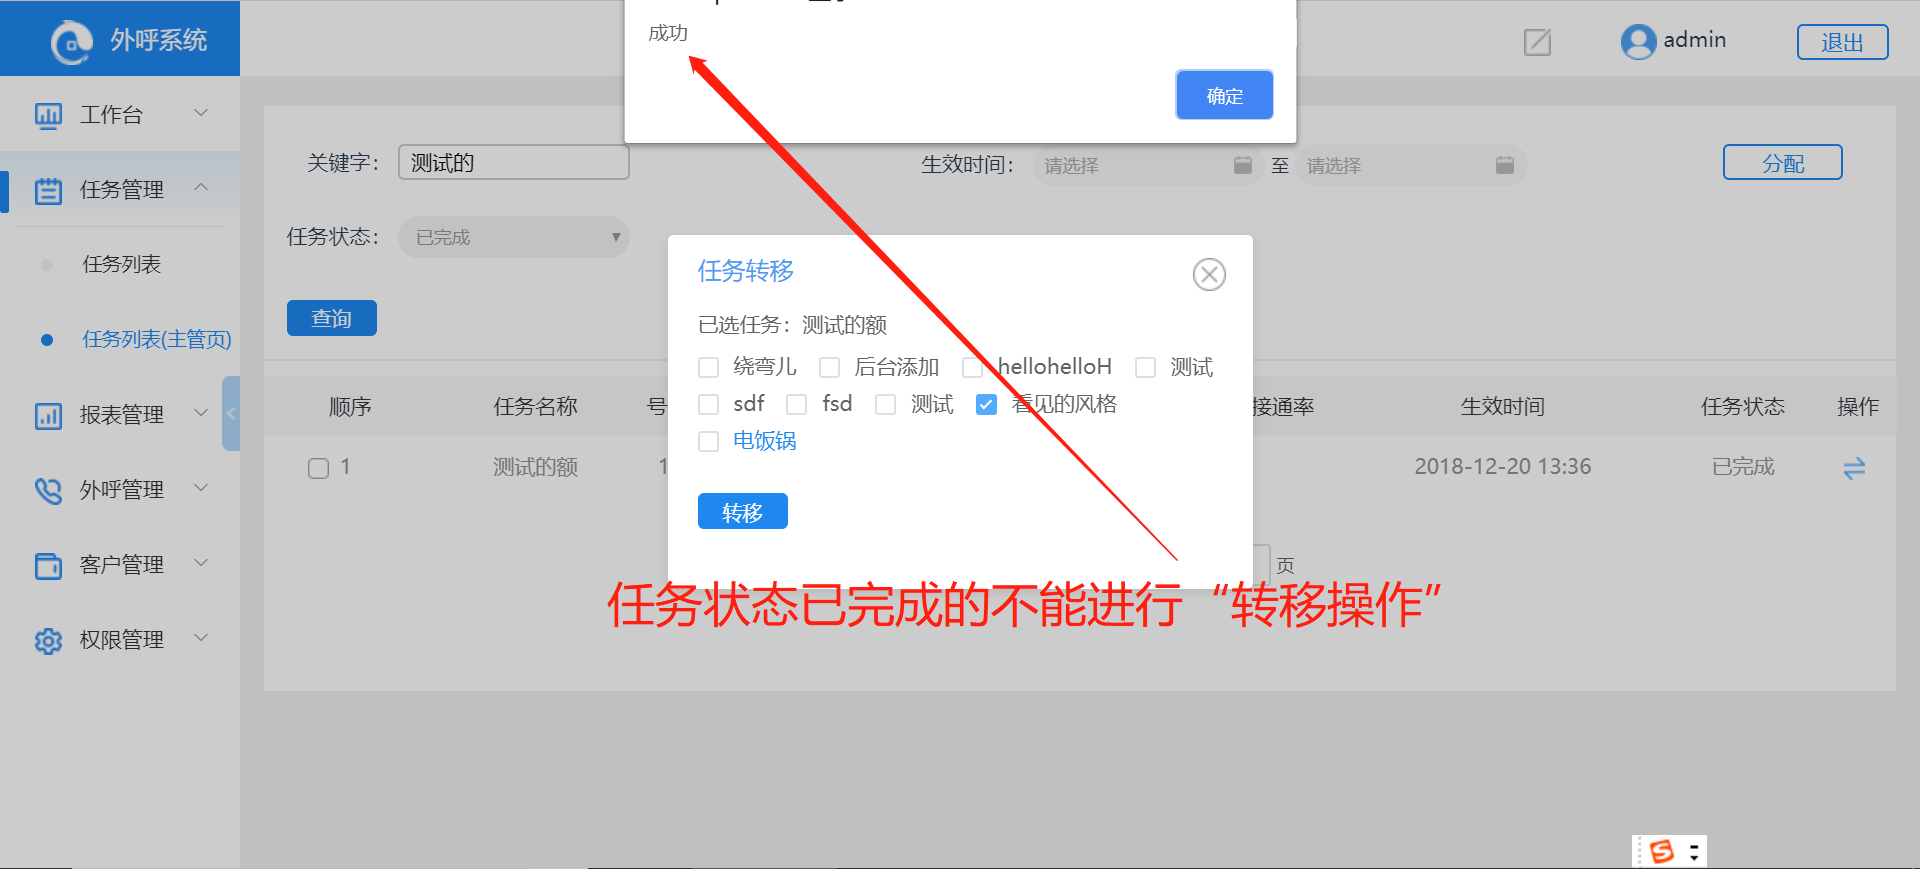 外呼系统
成功
确定
admin
退出
工作台
任务管理
任务列表
任务列表(主管页)
报表管理
外呼管理
客户管理
权限管理
关键字：
测试的
生效时间：
请选择
至
请选择
分配
任务状态：
已完成
查询
任务转移
已选任务：测试的额
绕弯儿 后台添加 hellohelloH 测试
sdf fsd 测试 看见的风格
电饭锅
转移
顺序 任务名称 号 接通率 生效时间 任务状态 操作
1 测试的额 1 2018-12-20 13:36 已完成
页
任务状态已完成的不能进行“转移操作”